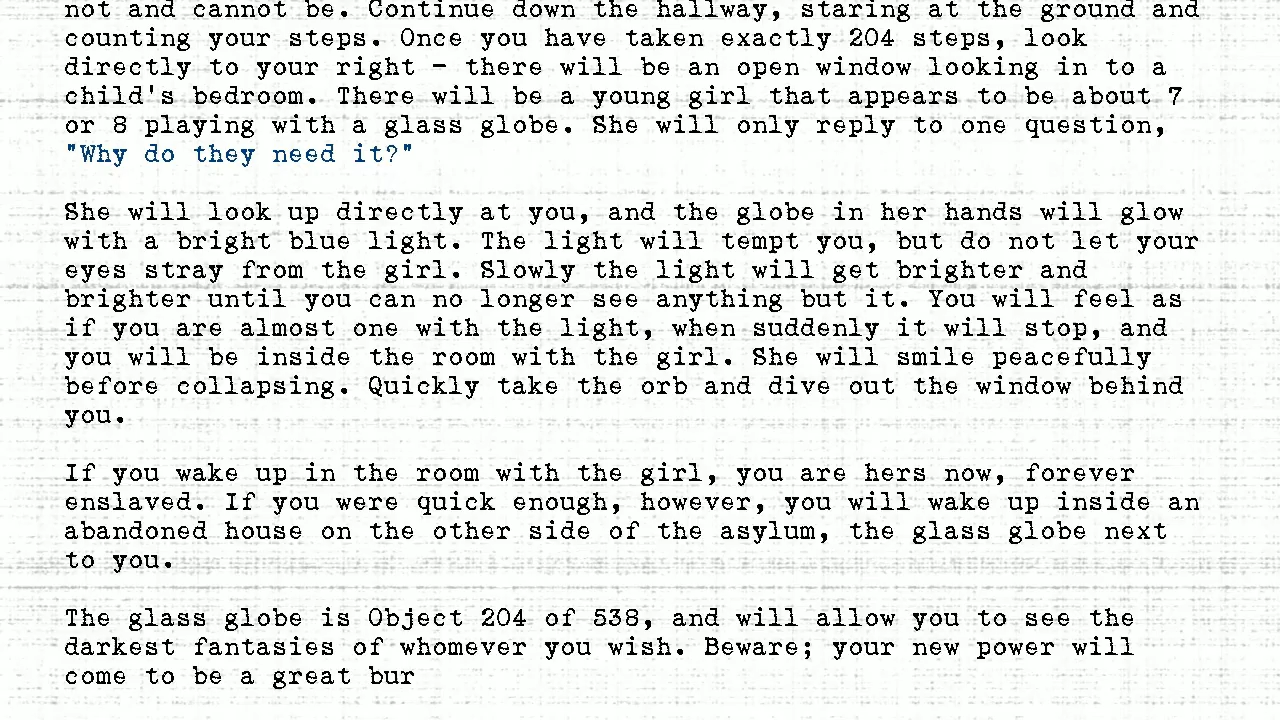 not and cannot be. Continue down the hallway, staring at the ground and
counting your steps. Once you have taken exactly 204 steps, look
directly to your right - there will be an open window looking in to a
child's bedroom. There will be a young girl that appears to be about 7
or 8 playing with a glass globe. She will only reply to one question,
"Why do they need it?"
She will look up directly at you, and the globe in her hands will glow
with a bright blue light. The light will tempt you, but do not let your
eyes stray from the girl. Slowly the light will get brighter and
brighter until you can no longer see anything but it. You will feel as
if you are almost one with the light, when suddenly it will stop, and
you will be inside the room with the girl. She will smile peacefully
before collapsing. Quickly take the orb and dive out the window behind
you.
If you wake up in the room with the girl, you are hers now, forever
enslaved. If you were quick enough, however, you will wake up inside an
abandoned house on the other side of the asylum, the glass globe next
to you.
The glass globe is Object 204 of 538, and will allow you to see the
darkest fantasies of whomever you wish. Beware; your new power will
come to be a great bur